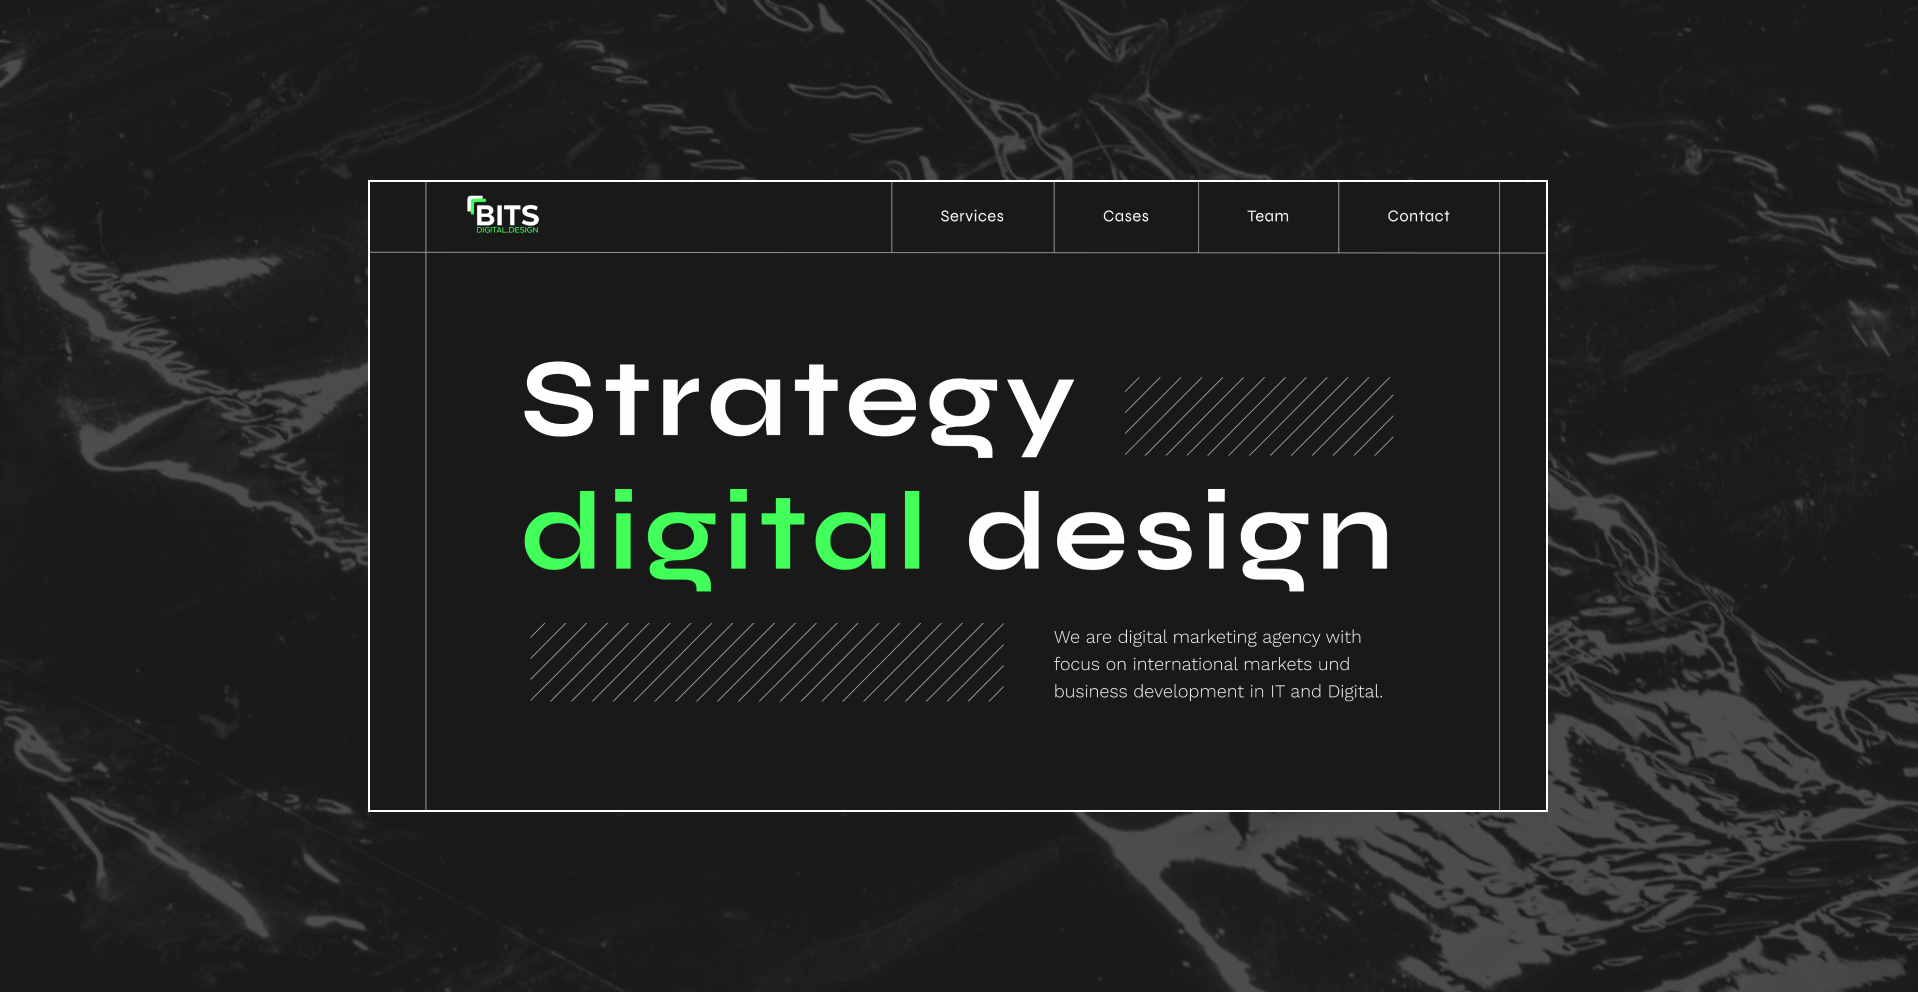 BITS
DIGITAL.DESIGN
Services
Cases
Team
Contact
Strategy
digital design
We are digital marketing agency with
focus on international markets und
business development in IT and Digital.